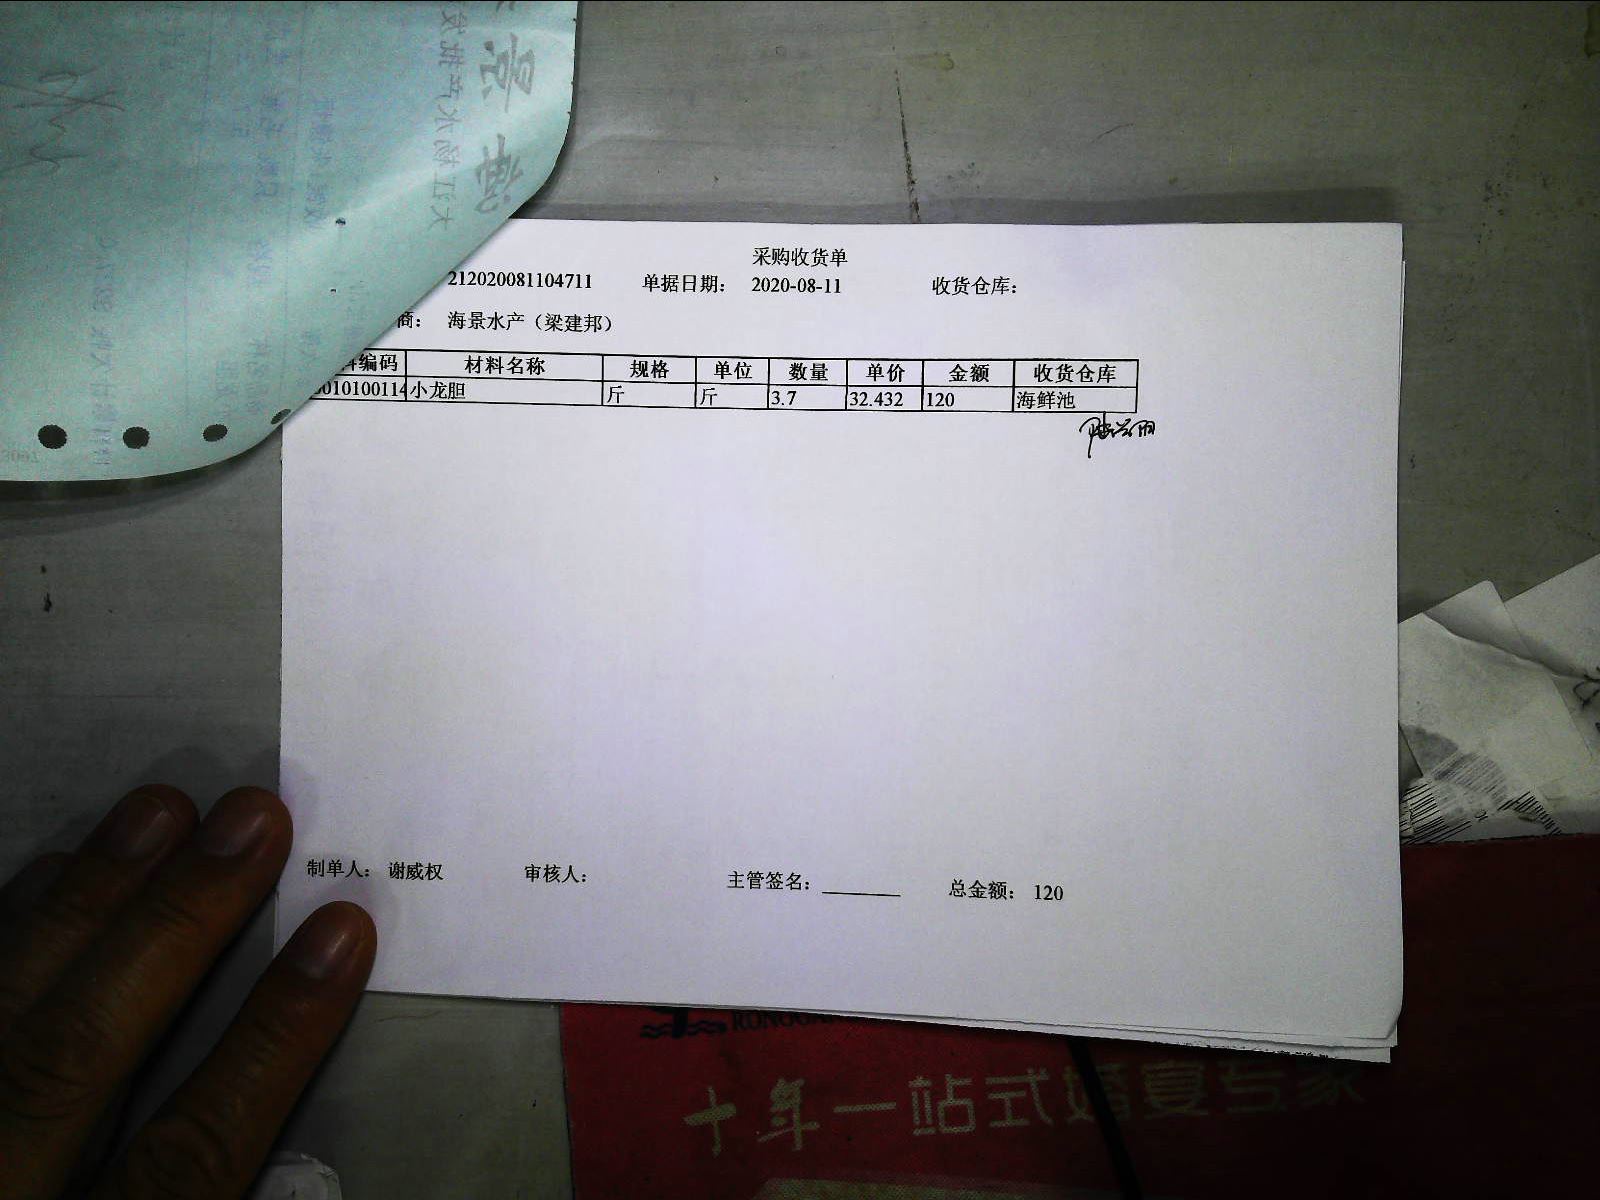 采购收货单
212020081104711 单据日期： 2020-08-11 收货仓库：
商： 海景水产（梁建邦）
料编码 材料名称 规格 单位 数量 单价 金额 收货仓库
010100114 小龙胆 斤 斤 3.7 32.432 120 海鲜池
制单人： 谢威权 审核人： 主管签名：________ 总金额： 120
十年一站式婚宴专家